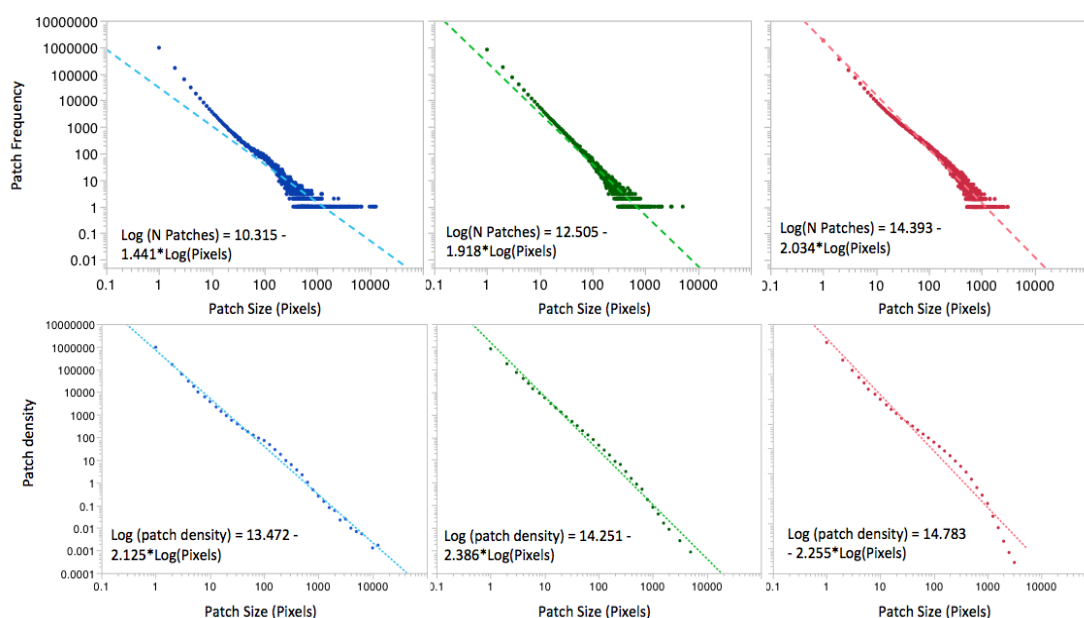 10000000
1000000
100000
10000
1000
100
10
1
0.1
0.01
Patch Frequency
Log (N Patches) = 10.315 -
1.441*Log(Pixels)
0.1 1 10 100 1000 10000
Patch Size (Pixels)
Log(N Patches) = 12.505 –
1.918*Log(Pixels)
0.1 1 10 100 1000 10000
Patch Size (Pixels)
Log (N Patches) = 14.393 -
2.034*Log(Pixels)
0.1 1 10 100 1000 10000
Patch Size (Pixels)
10000000
1000000
100000
10000
1000
100
10
1
0.1
0.01
0.001
0.0001
Patch density
Log (patch density) = 13.472 –
2.125*Log(Pixels)
0.1 1 10 100 1000 10000
Patch Size (Pixels)
Log (patch density) = 14.251 -
2.386*Log(Pixels)
0.1 1 10 100 1000 10000
Patch Size (Pixels)
Log (patch density) = 14.783
- 2.255*Log(Pixels)
0.1 1 10 100 1000 10000
Patch Size (Pixels)